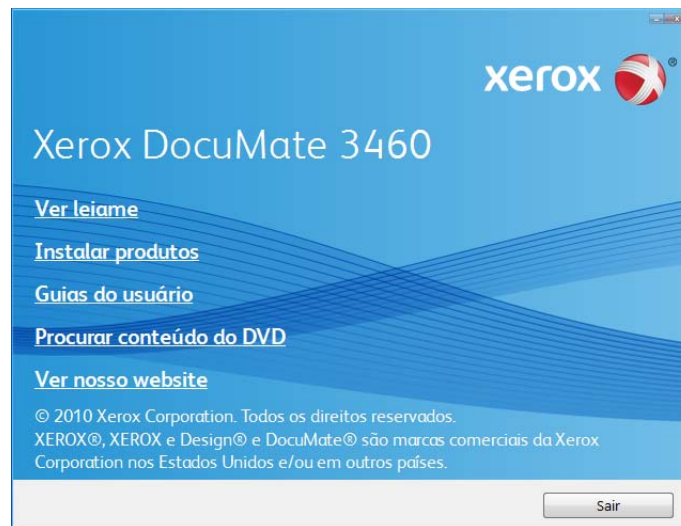 xerox ®
Xerox DocuMate 3460
Ver leiame
Instalar produtos
Guias do usuário
Procurar conteúdo do DVD
Ver nosso website
© 2010 Xerox Corporation. Todos os direitos reservados.
XEROX®, XEROX e Design® e DocuMate® são marcas comerciais da Xerox
Corporation nos Estados Unidos e/ou em outros países.
Sair